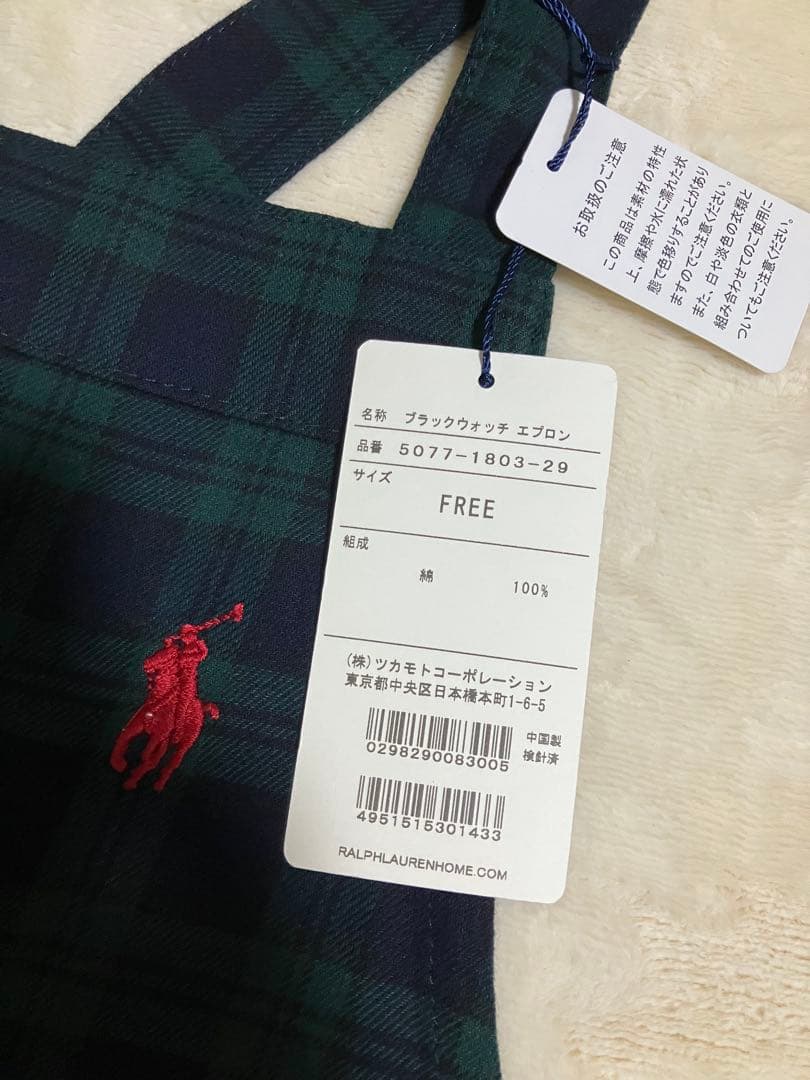 お取扱のご注意
この商品は素材の特性
上、摩擦や水に濡れた状
態で色移りすることがあり
ますのでご注意ください。
また、白や淡色の衣類と
組み合わせてのご使用に
ついてもご注意ください。
名称 ブラックウォッチ エプロン
品番 5077-1803-29
サイズ
FREE
組成
綿 100%
(株)ツカモトコーポレーション
東京都中央区日本橋本町1-6-5
0298290083005
中国製
検針済
4951515301433
RALPHLAURENHOME.COM